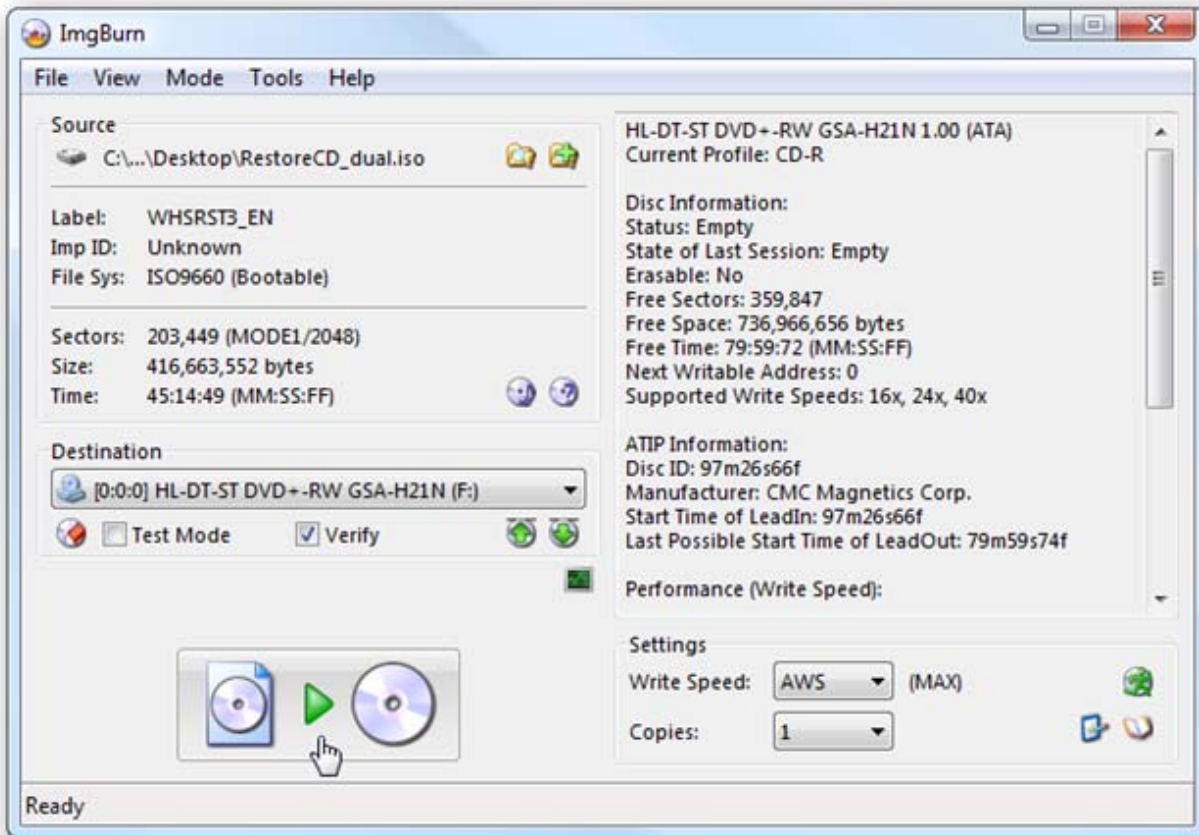 ImgBurn
File View Mode Tools Help
Source
C:\...\Desktop\RestoreCD_dual.iso
Label: WHSRST3_EN
Imp ID: Unknown
File Sys: ISO9660 (Bootable)
Sectors: 203,449 (MODE1/2048)
Size: 416,663,552 bytes
Time: 45:14:49 (MM:SS:FF)
Destination
[0:0:0] HL-DT-ST DVD+-RW GSA-H21N (F:)
Test Mode Verify
HL-DT-ST DVD+-RW GSA-H21N 1.00 (ATA)
Current Profile: CD-R
Disc Information:
Status: Empty
State of Last Session: Empty
Erasable: No
Free Sectors: 359,847
Free Space: 736,966,656 bytes
Free Time: 79:59:72 (MM:SS:FF)
Next Writable Address: 0
Supported Write Speeds: 16x, 24x, 40x
ATIP Information:
Disc ID: 97m26s66f
Manufacturer: CMC Magnetics Corp.
Start Time of LeadIn: 97m26s66f
Last Possible Start Time of LeadOut: 79m59s74f
Performance (Write Speed):
Settings
Write Speed: AWS (MAX)
Copies: 1
Ready